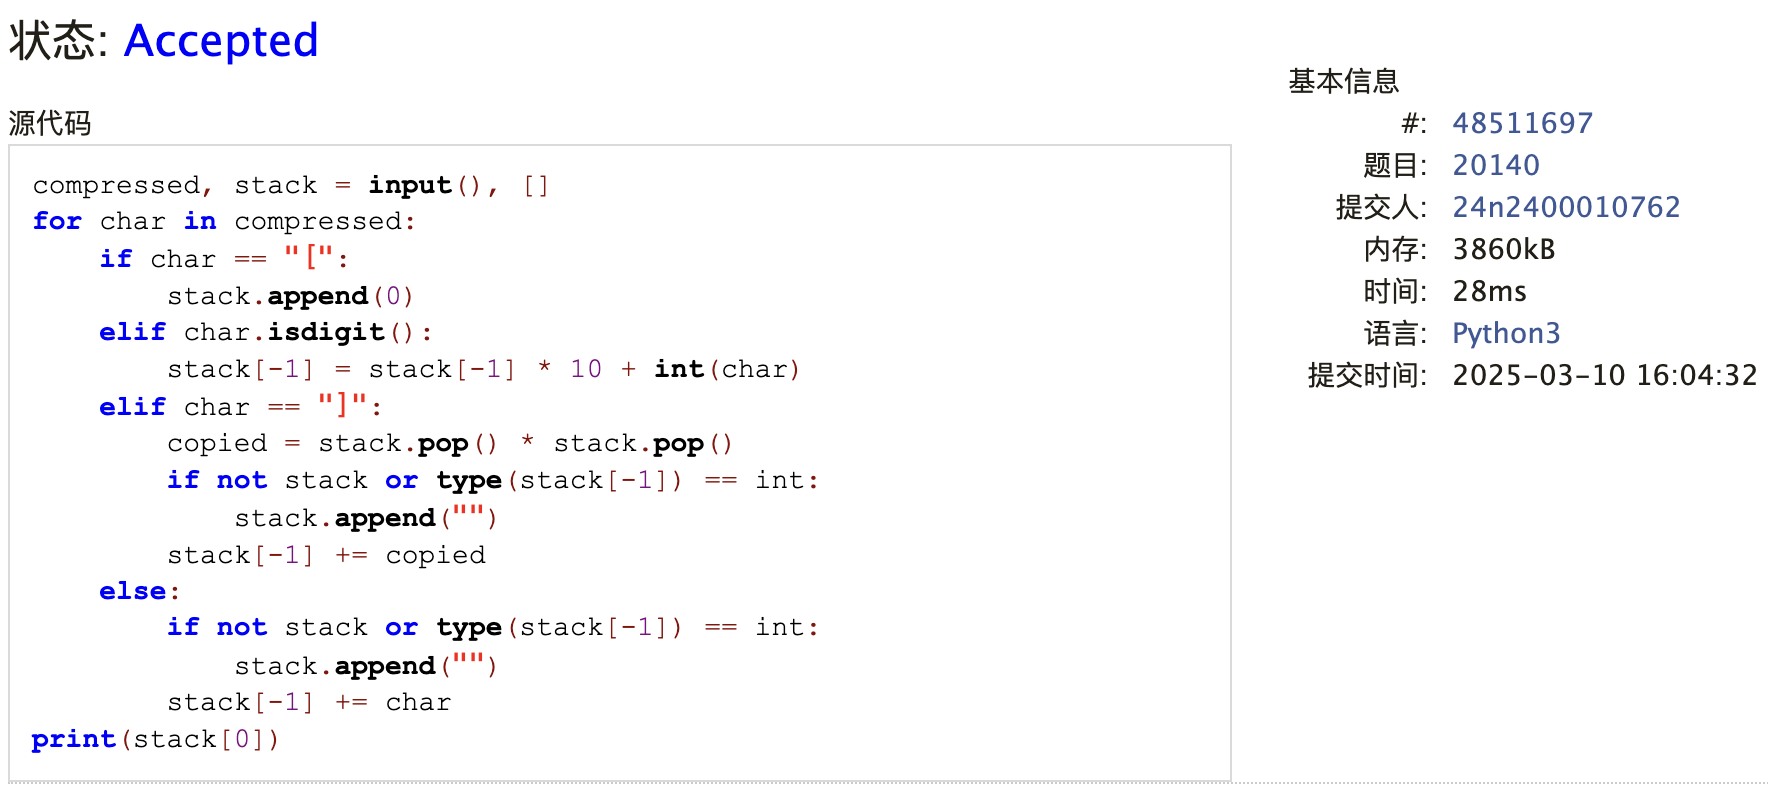 状态: Accepted
源代码
compressed, stack = input(), []
for char in compressed:
    if char == "[":
        stack.append(0)
    elif char.isdigit():
        stack[-1] = stack[-1] * 10 + int(char)
    elif char == "]":
        copied = stack.pop() * stack.pop()
        if not stack or type(stack[-1]) == int:
            stack.append("")
        stack[-1] += copied
    else:
        if not stack or type(stack[-1]) == int:
            stack.append("")
        stack[-1] += char
print(stack[0])
基本信息
#: 48511697
题目: 20140
提交人: 24n2400010762
内存: 3860kB
时间: 28ms
语言: Python3
提交时间: 2025-03-10 16:04:32